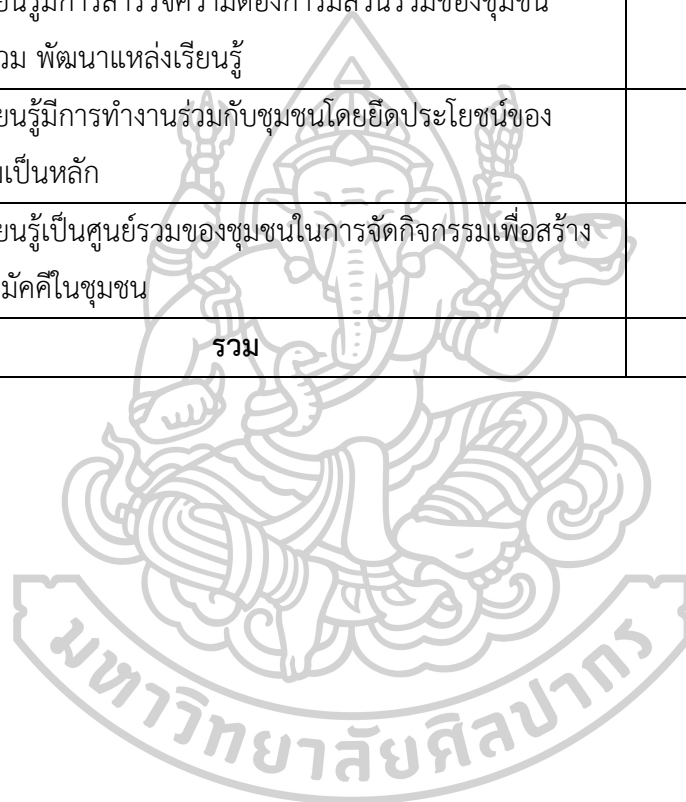 ยนรู้มีการสำรวจความต้องการมีส่วนร่วมของชุมชน
วม พัฒนาแหล่งเรียนรู้
ยนรู้มีการทำงานร่วมกับชุมชนโดยยึดประโยชน์ของ
เป็นหลัก
ยนรู้เป็นศูนย์รวมของชุมชนในการจัดกิจกรรมเพื่อสร้าง
มัคคีในชุมชน
รวม
มหาวิทยาลัยศิลปากร